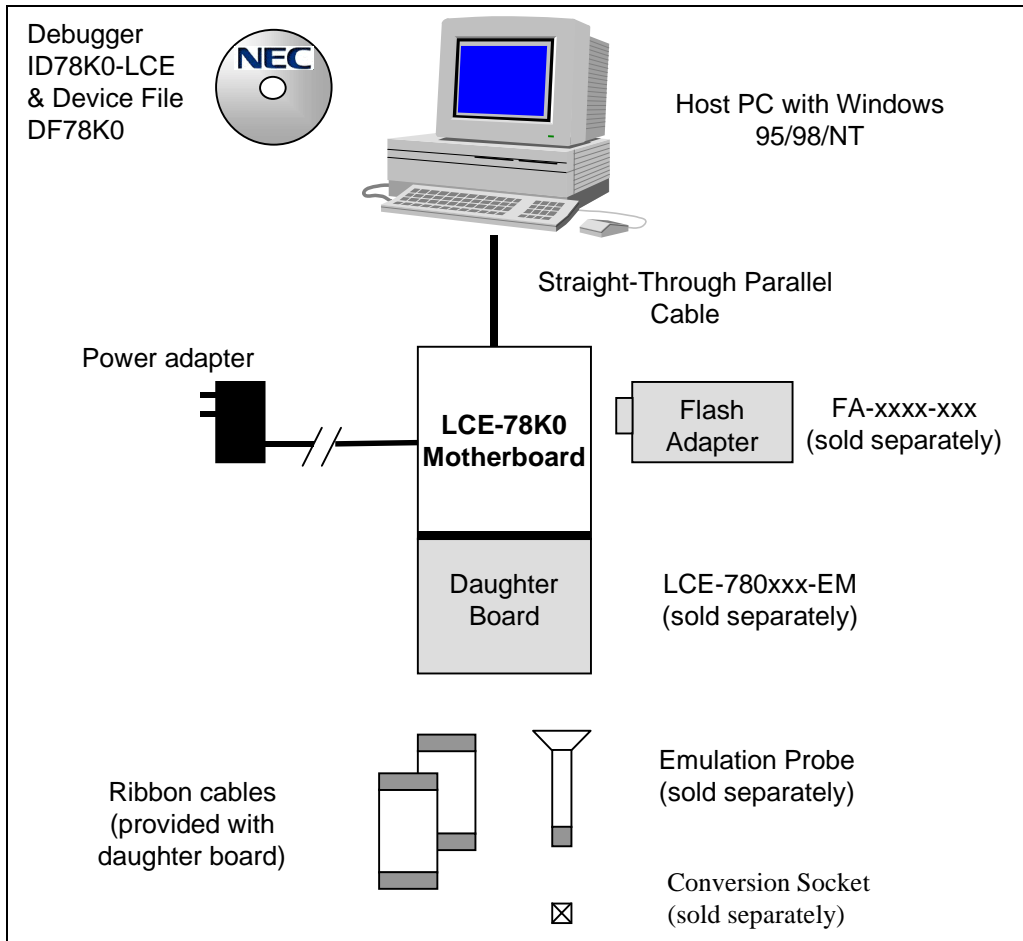 Debugger
ID78K0-LCE
& Device File
DF78K0
NEC
Host PC with Windows
95/98/NT
Straight-Through Parallel
Cable
Power adapter
LCE-78K0
Motherboard
Flash
Adapter
FA-xxxx-xxx
(sold separately)
Daughter
Board
LCE-780xxx-EM
(sold separately)
Ribbon cables
(provided with
daughter board)
Emulation Probe
(sold separately)
Conversion Socket
(sold separately)